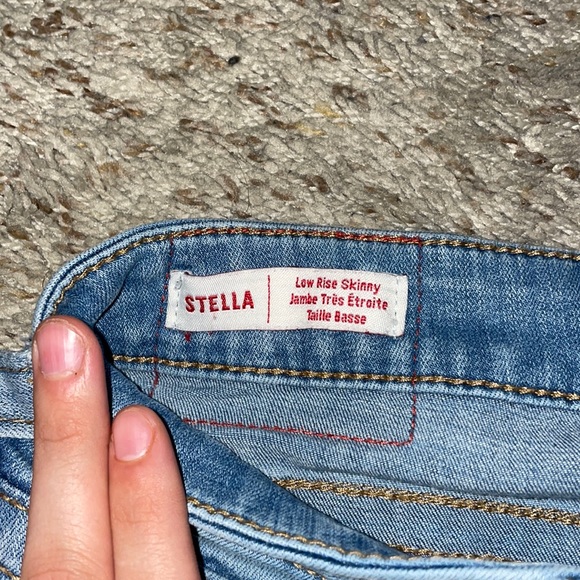 STELLA
Low Rise Skinny
Jambe Très Étroite
Taille Basse